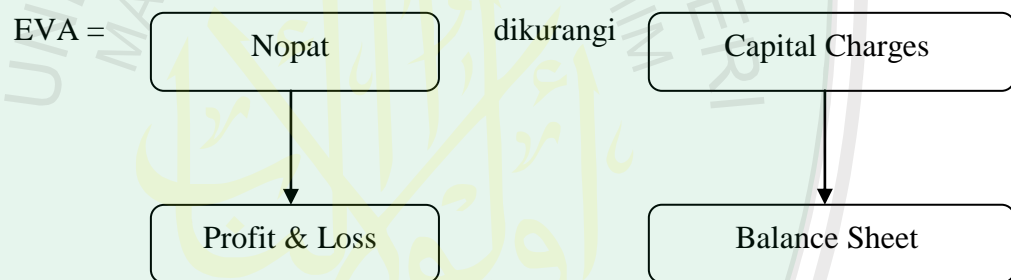 EVA = Nopat dikurangi Capital Charges
Profit & Loss Balance Sheet